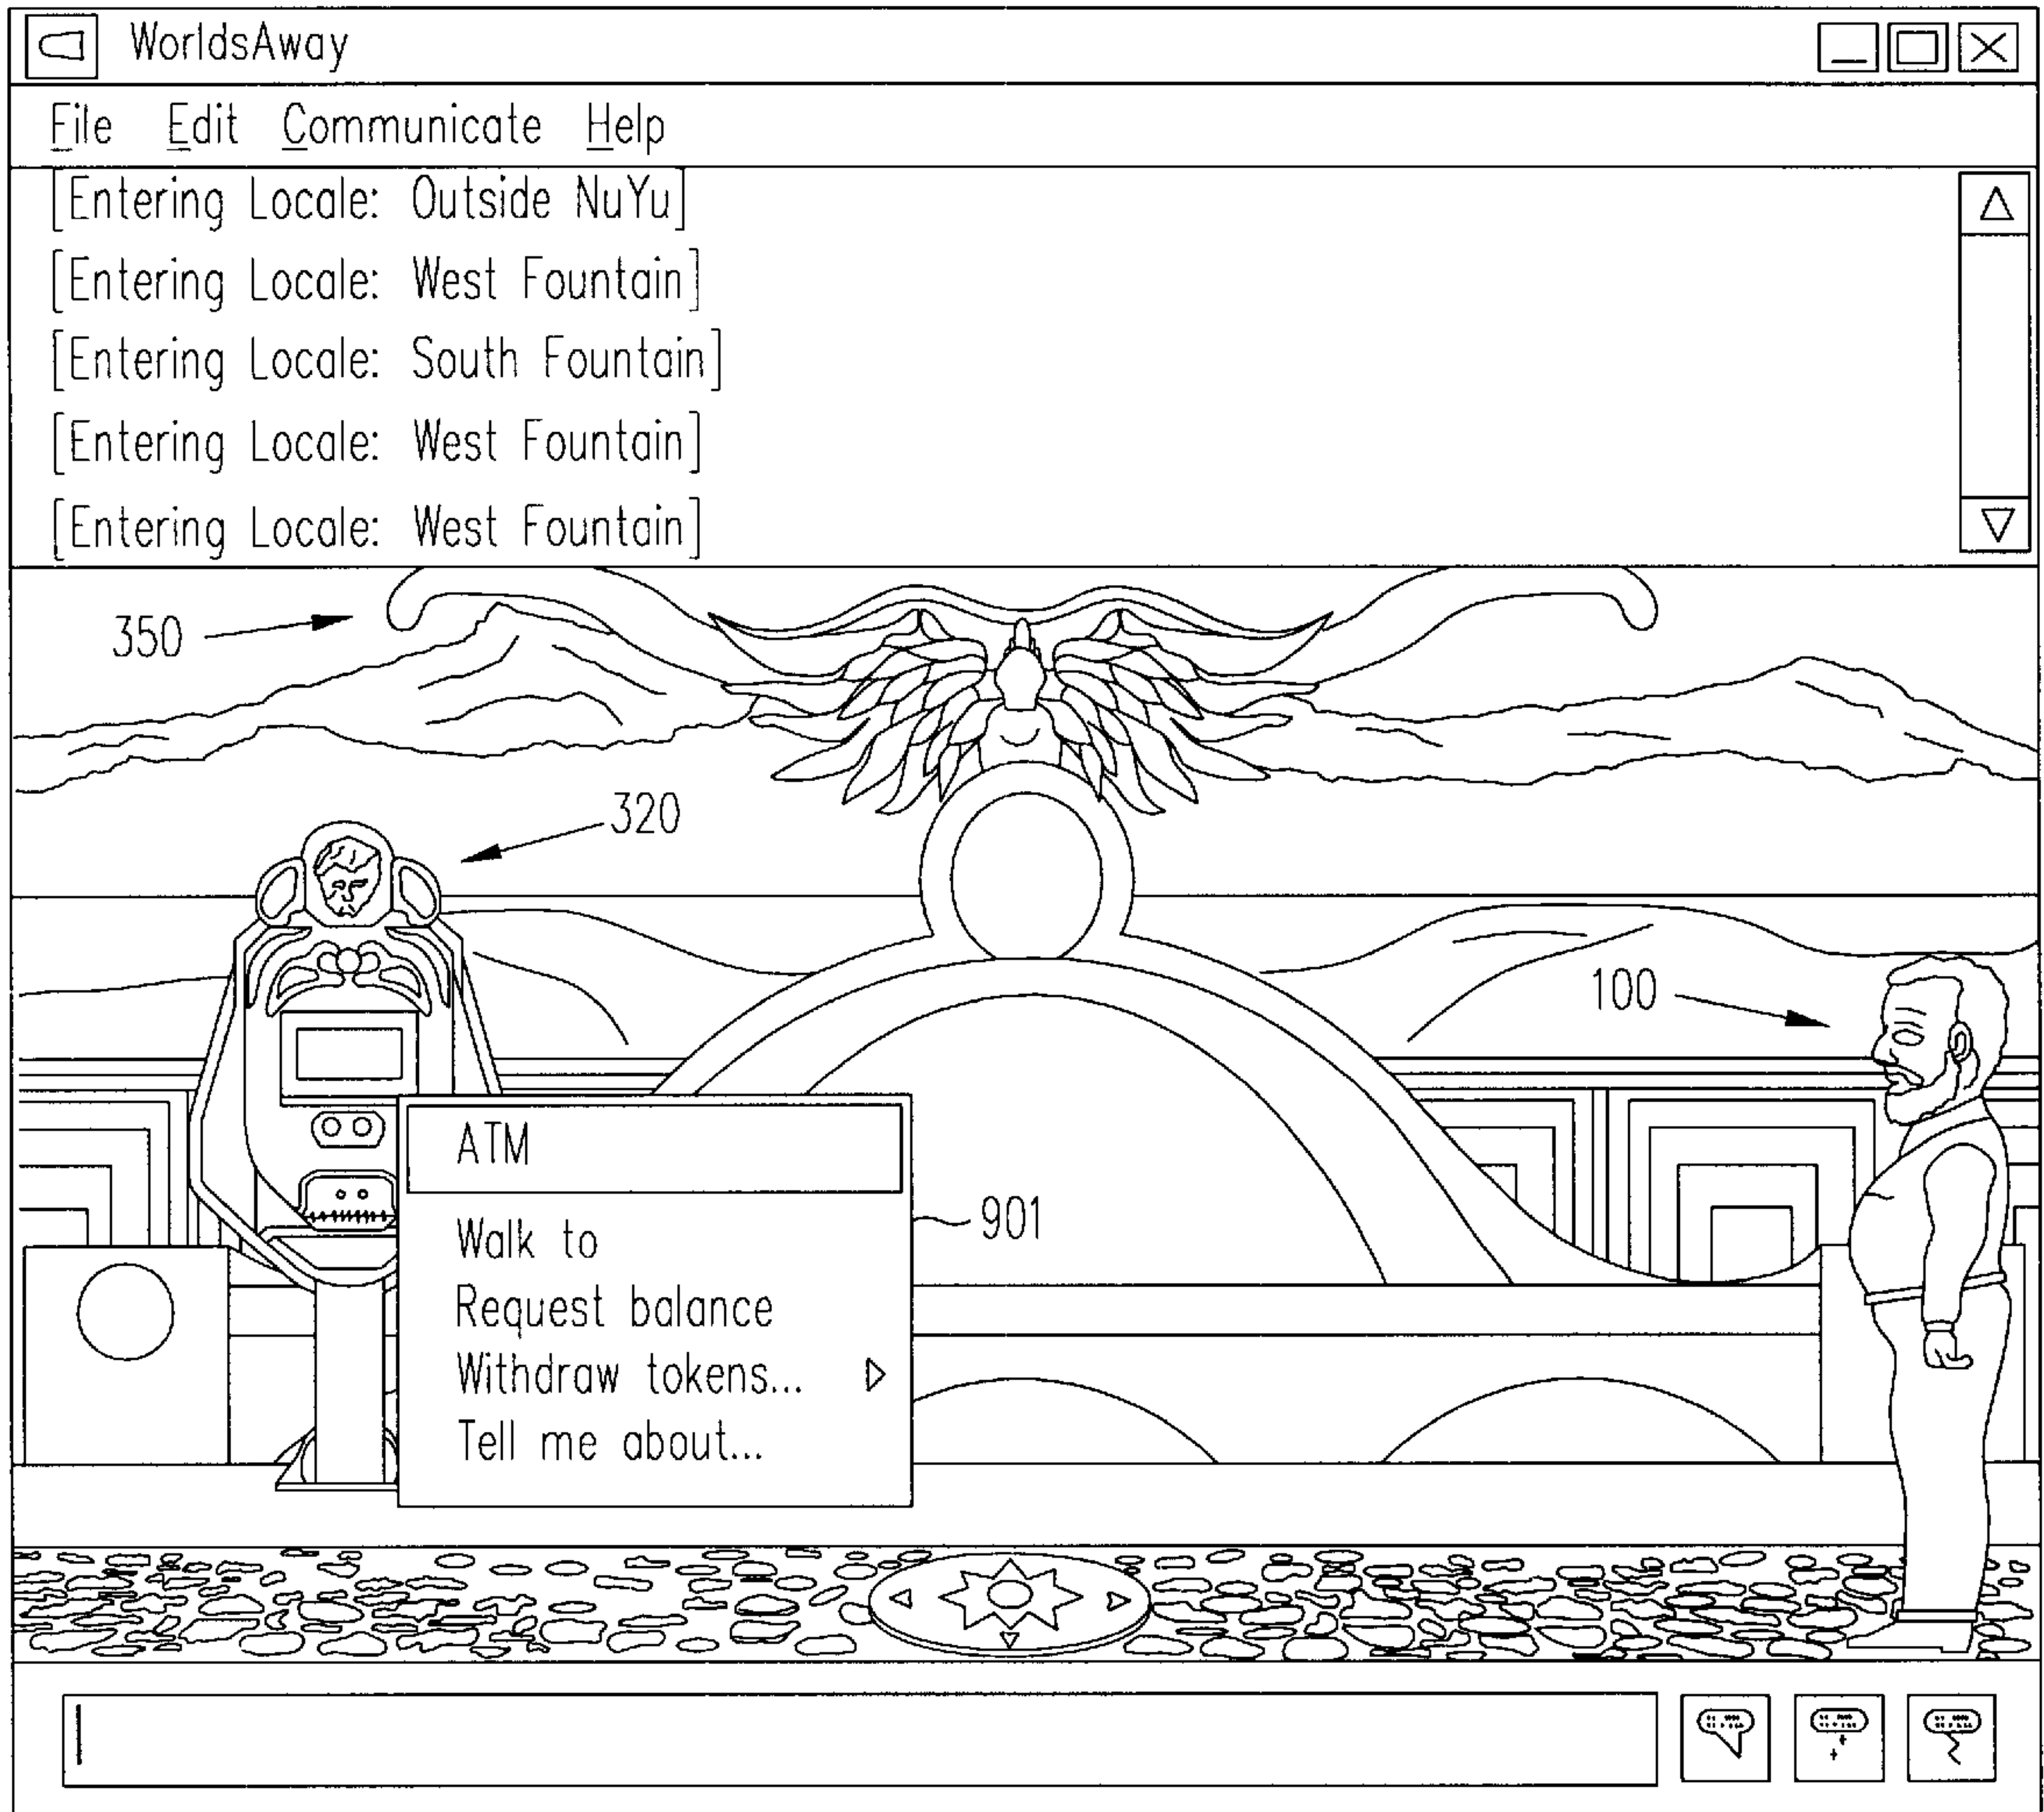 WorldsAway
File Edit Communicate Help
[Entering Locale: Outside NuYu]
[Entering Locale: West Fountain]
[Entering Locale: South Fountain]
[Entering Locale: West Fountain]
[Entering Locale: West Fountain]
350
320
100
ATM
901
Walk to
Request balance
Withdraw tokens...
Tell me about...